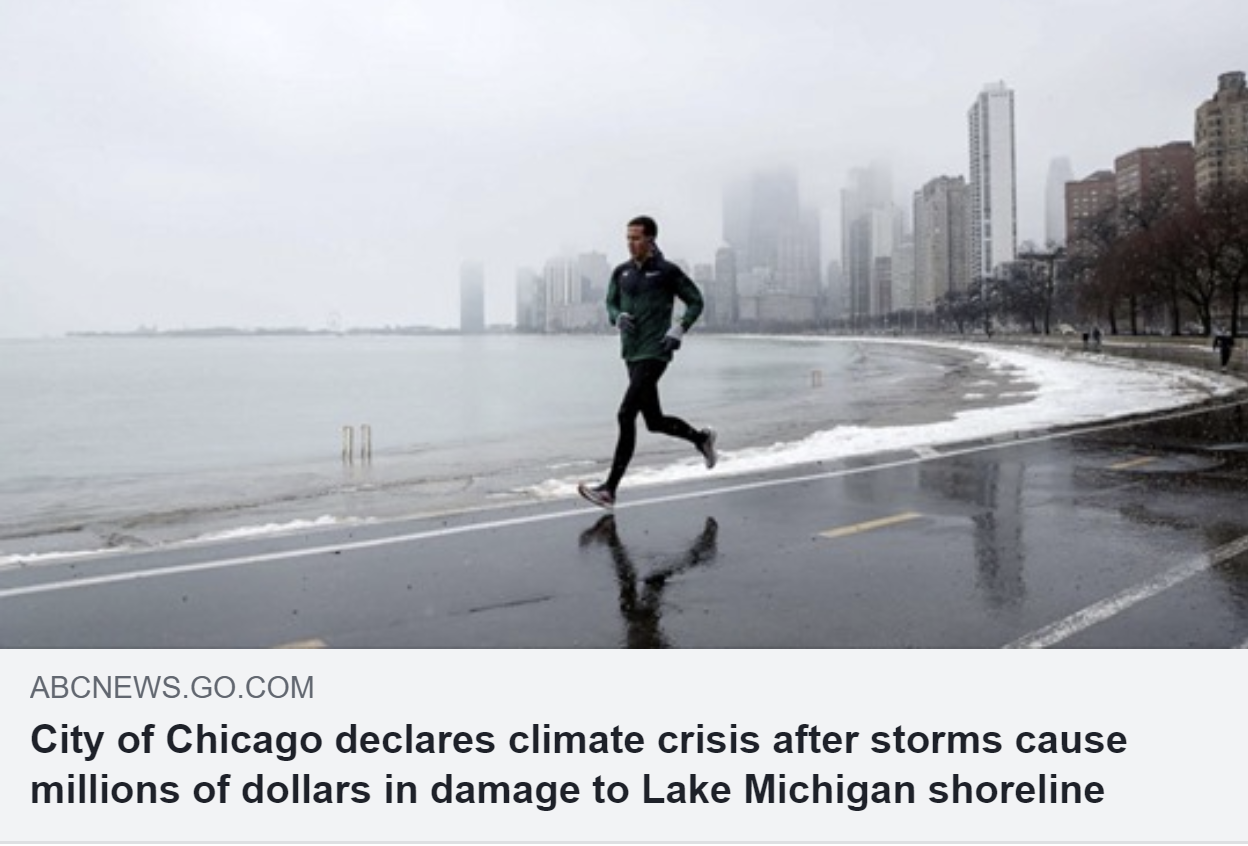 ABCNEWS.GO.COM
City of Chicago declares climate crisis after storms cause
millions of dollars in damage to Lake Michigan shoreline